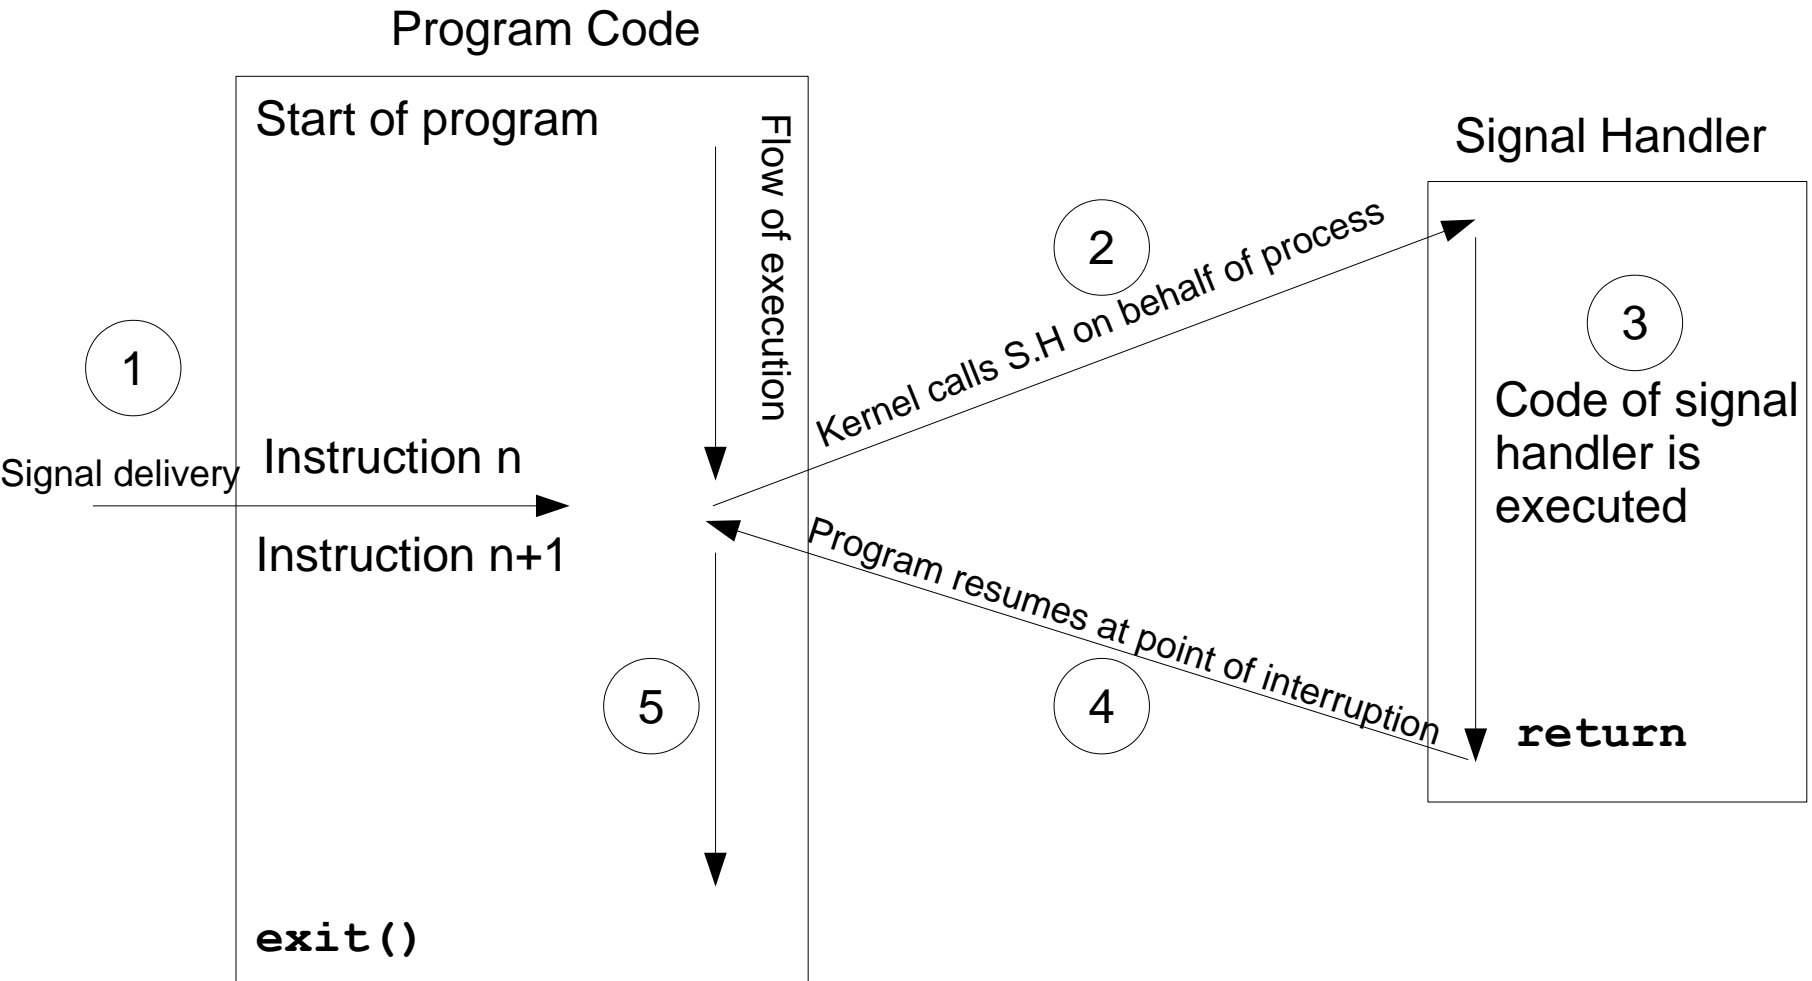 Program Code
Start of program
Flow of execution
Signal Handler
2
Kernel calls S.H on behalf of process
3
Code of signal
handler is
executed
1
Signal delivery
Instruction n
Instruction n+1
Program resumes at point of interruption
4
5
return
exit()